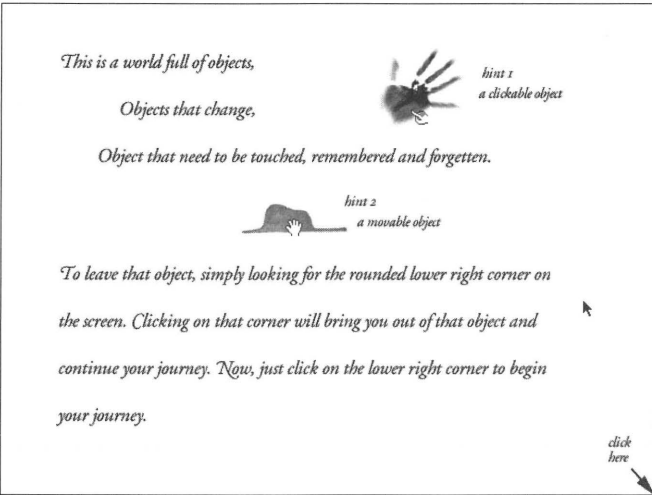 This is a world full of objects,
hint 1
a clickable object
Objects that change,
Object that need to be touched, remembered and forgetten.
hint 2
a movable object
To leave that object, simply looking for the rounded lower right corner on
the screen. Clicking on that corner will bring you out of that object and
continue your journey. Now, just click on the lower right corner to begin
your journey.
click
here